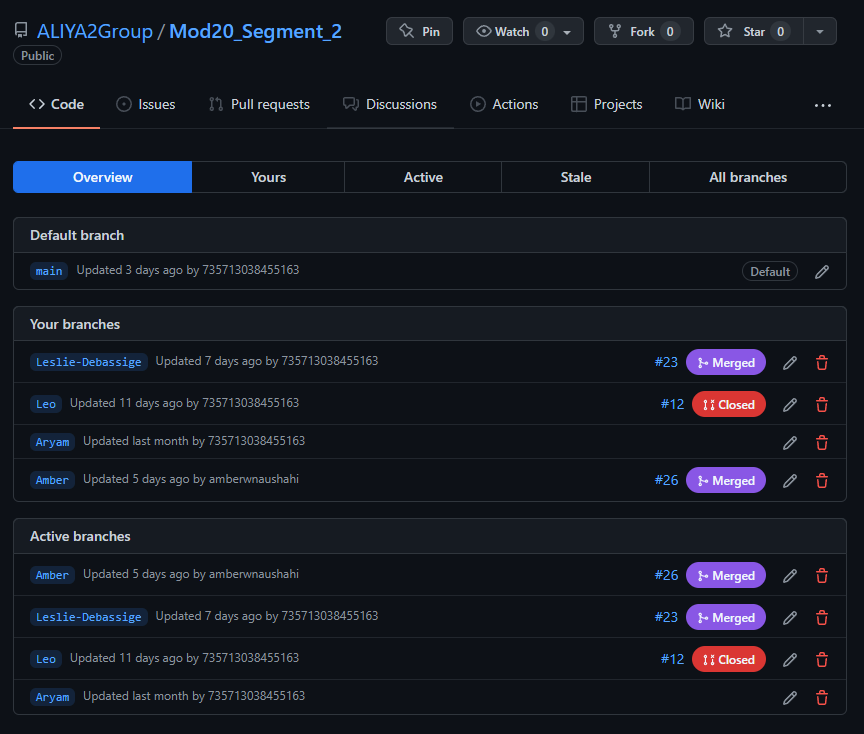 ALIYA2Group / Mod20_Segment_2 Pin Watch 0 Fork 0 Star 0
Public
Code Issues Pull requests Discussions Actions Projects Wiki ...
Overview Yours Active Stale All branches
Default branch
main Updated 3 days ago by 735713038455163 Default
Your branches
Leslie-Debassige Updated 7 days ago by 735713038455163 #23 Merged
Leo Updated 11 days ago by 735713038455163 #12 Closed
Aryam Updated last month by 735713038455163
Amber Updated 5 days ago by amberwnaushahi #26 Merged
Active branches
Amber Updated 5 days ago by amberwnaushahi #26 Merged
Leslie-Debassige Updated 7 days ago by 735713038455163 #23 Merged
Leo Updated 11 days ago by 735713038455163 #12 Closed
Aryam Updated last month by 735713038455163